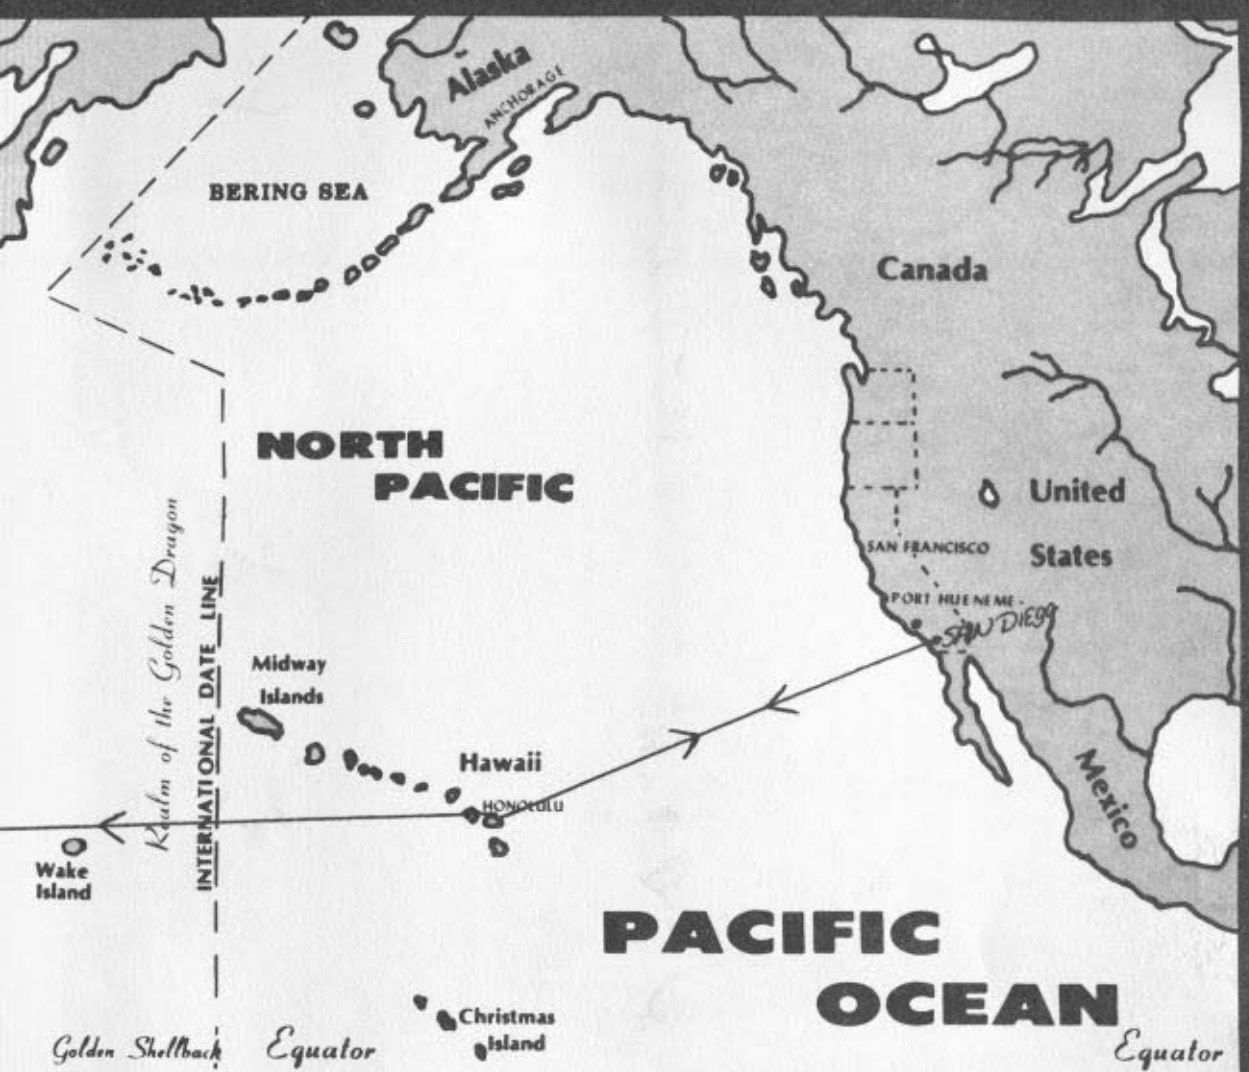 Alaska
ANCHORAGE
BERING SEA
Canada
NORTH
PACIFIC
United
States
SAN FRANCISCO
PORT HUENEME
SAN DIEGO
Realm of the Golden Dragon
INTERNATIONAL DATE LINE
Midway
Islands
Hawaii
HONOLULU
Mexico
Wake
Island
PACIFIC
OCEAN
Christmas
Island
Golden Shellback
Equator
Equator